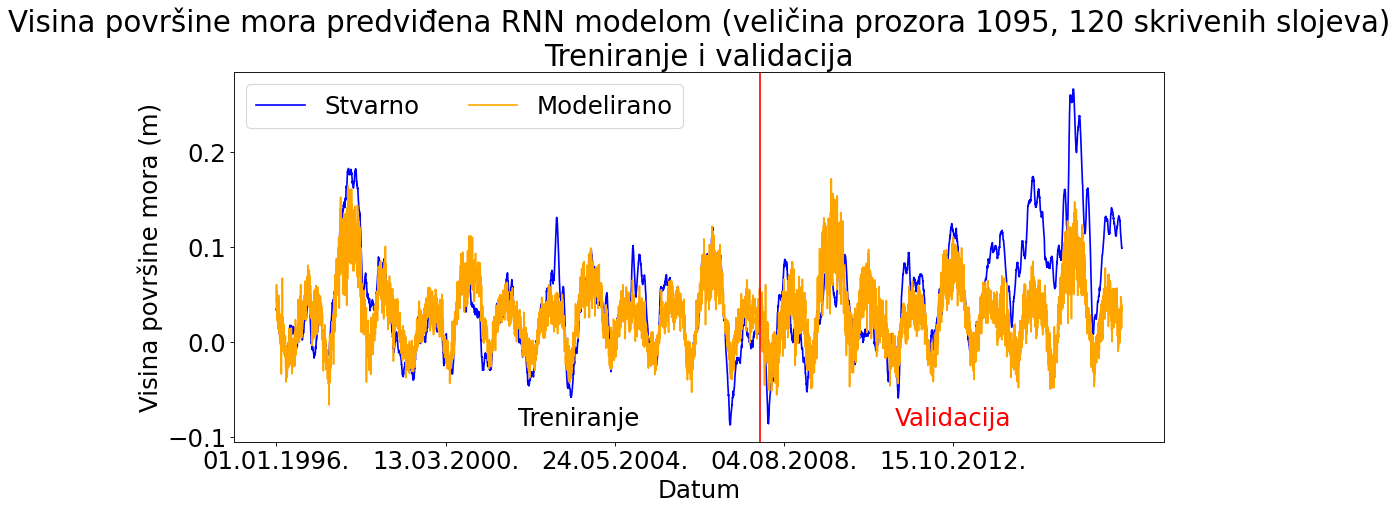 Visina površine mora predviđena RNN modelom (veličina prozora 1095, 120 skrivenih slojeva)
Treniranje i validacija
Stvarno
Modelirano
Visina površine mora (m)
0.2
0.1
0.0
−0.1
Treniranje
Validacija
01.01.1996.
13.03.2000.
24.05.2004.
04.08.2008.
15.10.2012.
Datum